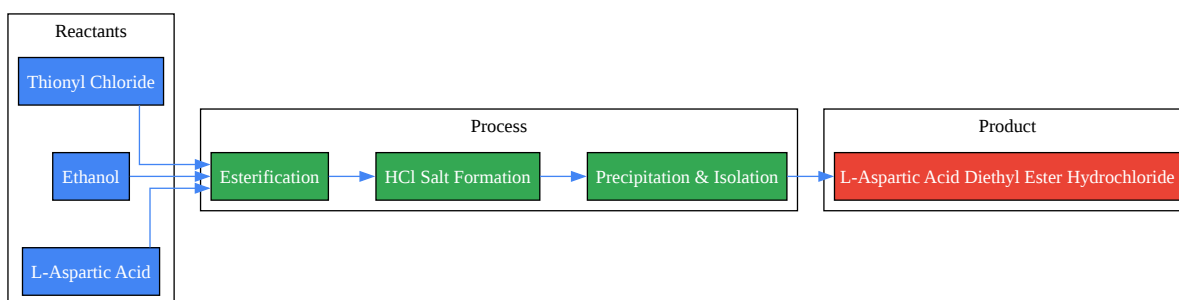 Reactants
Thionyl Chloride
Ethanol
L-Aspartic Acid
Process
Esterification
HCl Salt Formation
Precipitation & Isolation
Product
L-Aspartic Acid Diethyl Ester Hydrochloride